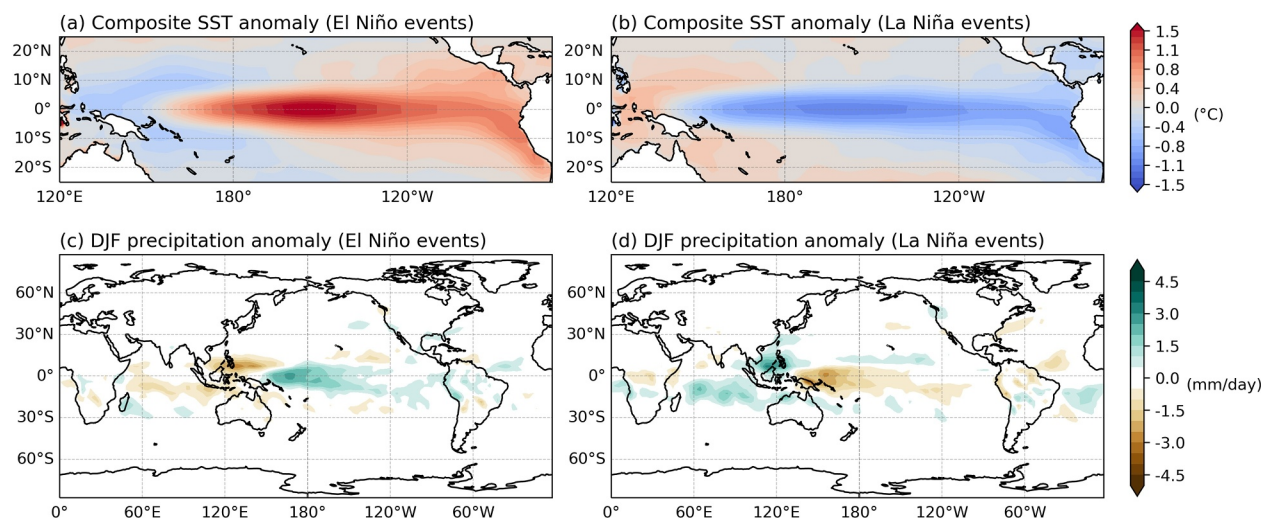 (a) Composite SST anomaly (El Niño events)
(b) Composite SST anomaly (La Niña events)
20°N
10°N
0°
10°S
20°S
120°E
180°
120°W
20°N
10°N
0°
10°S
20°S
120°E
180°
120°W
1.5
1.1
0.8
0.4
0.0
-0.4
-0.8
-1.1
-1.5
(°C)
(c) DJF precipitation anomaly (El Niño events)
(d) DJF precipitation anomaly (La Niña events)
60°N
30°N
0°
30°S
60°S
0°
60°E
120°E
180°
120°W
60°W
60°N
30°N
0°
30°S
60°S
0°
60°E
120°E
180°
120°W
60°W
4.5
3.0
1.5
0.0
-1.5
-3.0
-4.5
(mm/day)